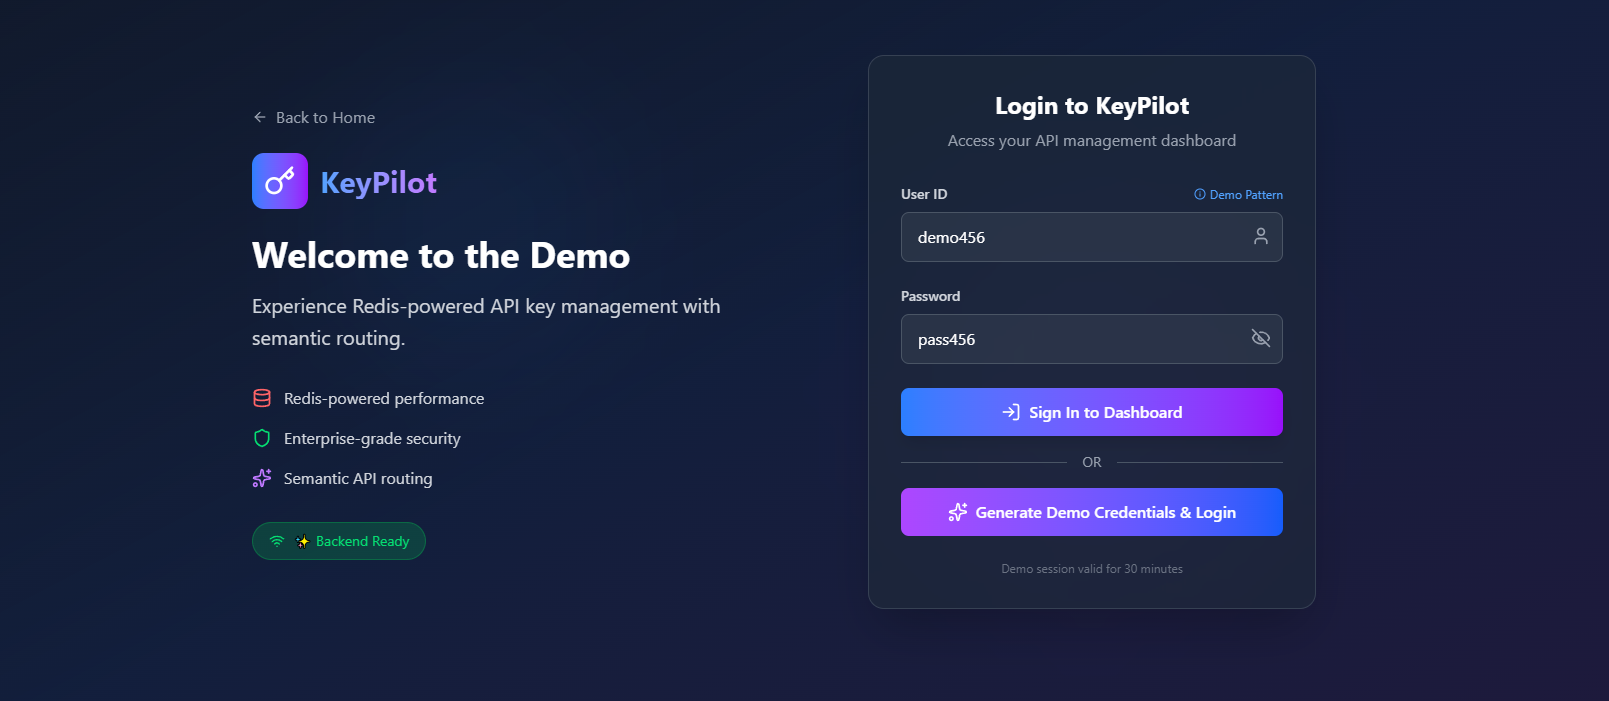 Back to Home
KeyPilot
Welcome to the Demo
Experience Redis-powered API key management with
semantic routing.
Redis-powered performance
Enterprise-grade security
Semantic API routing
✨ Backend Ready
Login to KeyPilot
Access your API management dashboard
User ID
Demo Pattern
demo456
Password
pass456
Sign In to Dashboard
OR
Generate Demo Credentials & Login
Demo session valid for 30 minutes